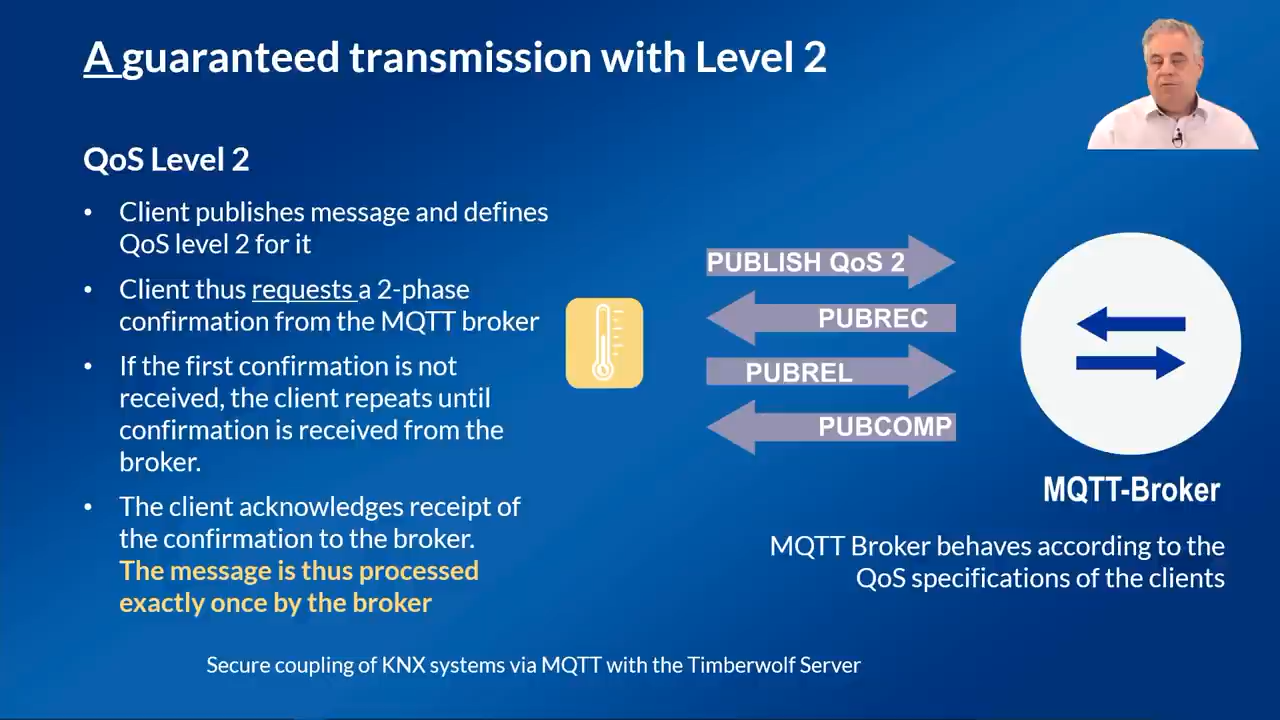 A guaranteed transmission with Level 2
QoS Level 2
• Client publishes message and defines
QoS level 2 for it
• Client thus requests a 2-phase
confirmation from the MQTT broker
• If the first confirmation is not
received, the client repeats until
confirmation is received from the
broker.
• The client acknowledges receipt of
the confirmation to the broker.
The message is thus processed
exactly once by the broker
PUBLISH QoS 2
PUBREC
PUBREL
PUBCOMP
MQTT-Broker
MQTT Broker behaves according to the
QoS specifications of the clients
Secure coupling of KNX systems via MQTT with the Timberwolf Server